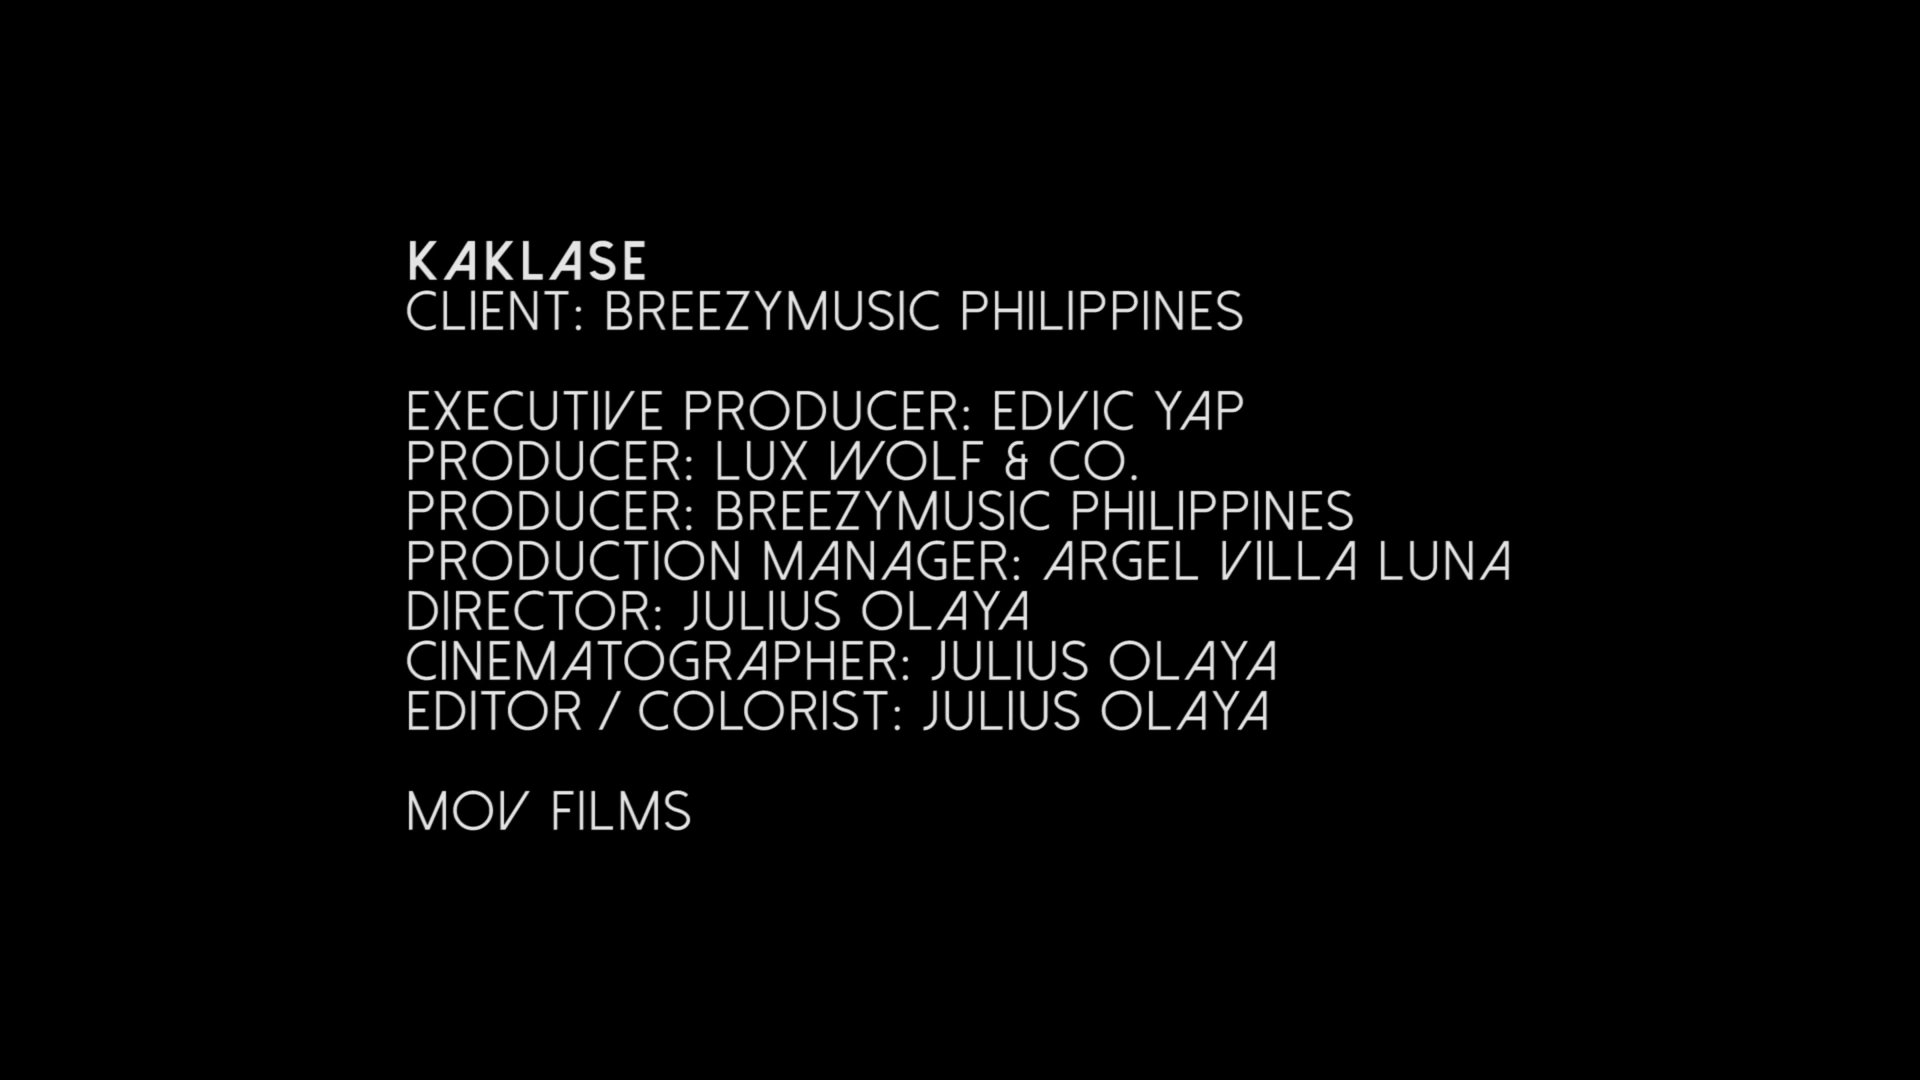 KAKLASE
CLIENT: BREEZYMUSIC PHILIPPINES
EXECUTIVE PRODUCER: EDVIC YAP
PRODUCER: LUX WOLF & CO.
PRODUCER: BREEZYMUSIC PHILIPPINES
PRODUCTION MANAGER: ARGEL VILLA LUNA
DIRECTOR: JULIUS OLAYA
CINEMATOGRAPHER: JULIUS OLAYA
EDITOR / COLORIST: JULIUS OLAYA
MOV FILMS